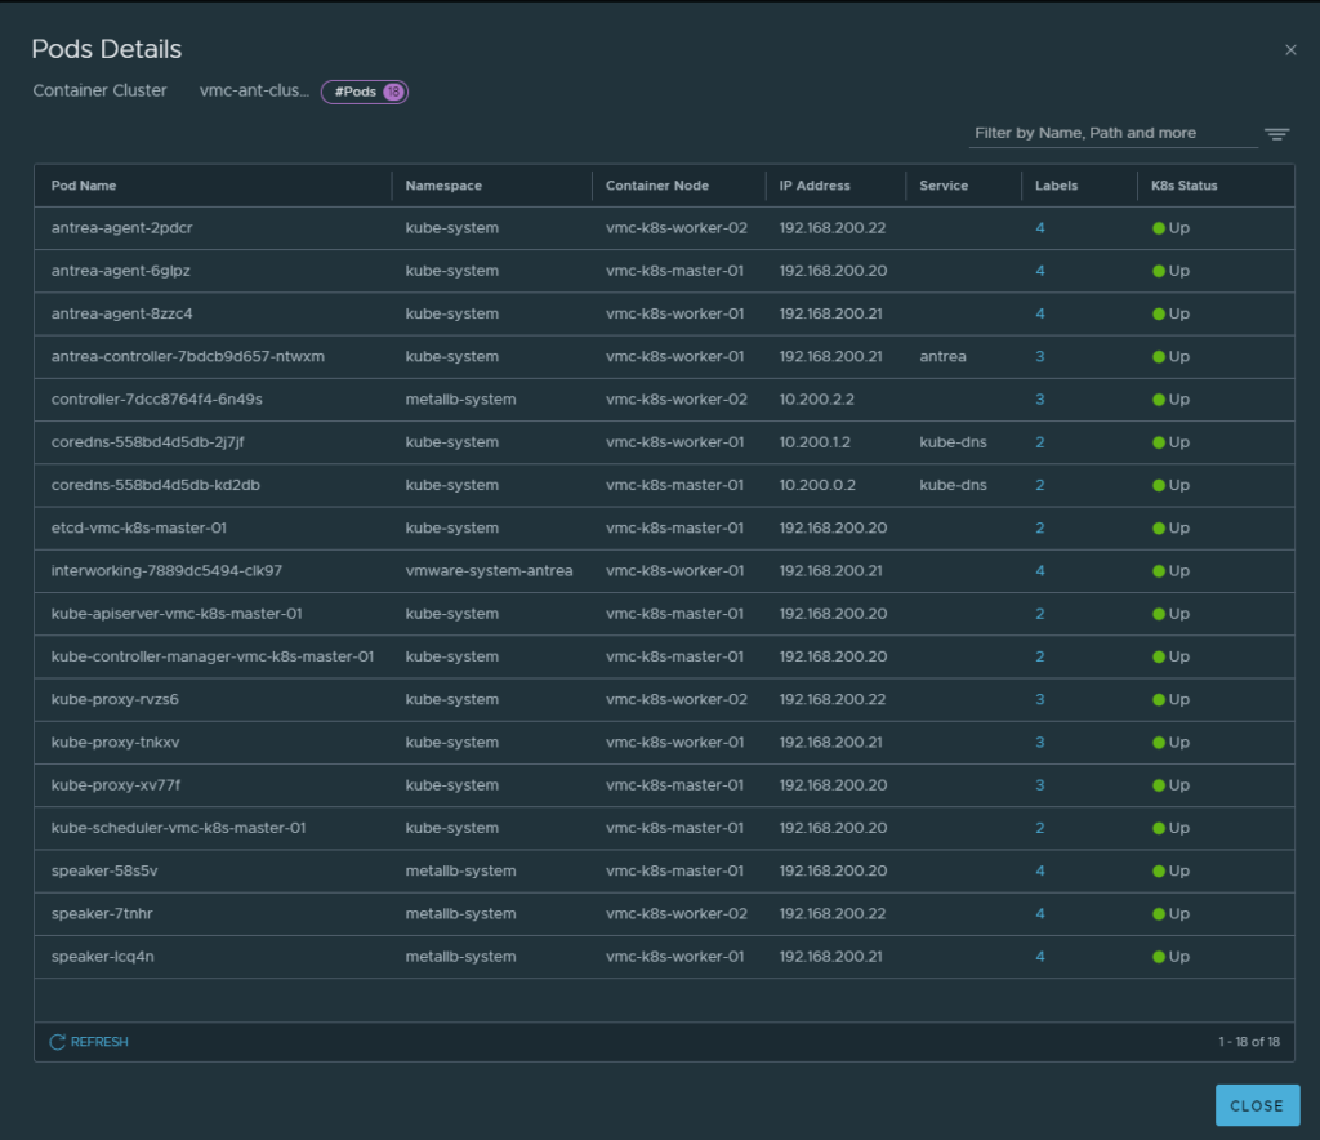 Pods Details
Container Cluster vmc-ant-clus... #Pods 18
Filter by Name, Path and more
Pod Name Namespace Container Node IP Address Service Labels K8s Status
antrea-agent-2pdcr kube-system vmc-k8s-worker-02 192.168.200.22 4 Up
antrea-agent-6glpz kube-system vmc-k8s-master-01 192.168.200.20 4 Up
antrea-agent-8zzc4 kube-system vmc-k8s-worker-01 192.168.200.21 4 Up
antrea-controller-7bdcb9d657-ntwxm kube-system vmc-k8s-worker-01 192.168.200.21 antrea 3 Up
controller-7dcc8764f4-6n49s metallb-system vmc-k8s-worker-02 10.200.2.2 3 Up
coredns-558bd4d5db-2j7jf kube-system vmc-k8s-worker-01 10.200.1.2 kube-dns 2 Up
coredns-558bd4d5db-kd2db kube-system vmc-k8s-master-01 10.200.0.2 kube-dns 2 Up
etcd-vmc-k8s-master-01 kube-system vmc-k8s-master-01 192.168.200.20 2 Up
interworking-7889dc5494-clk97 vmware-system-antrea vmc-k8s-worker-01 192.168.200.21 4 Up
kube-apiserver-vmc-k8s-master-01 kube-system vmc-k8s-master-01 192.168.200.20 2 Up
kube-controller-manager-vmc-k8s-master-01 kube-system vmc-k8s-master-01 192.168.200.20 2 Up
kube-proxy-rvzs6 kube-system vmc-k8s-worker-02 192.168.200.22 3 Up
kube-proxy-tnkxv kube-system vmc-k8s-worker-01 192.168.200.21 3 Up
kube-proxy-xv77f kube-system vmc-k8s-master-01 192.168.200.20 3 Up
kube-scheduler-vmc-k8s-master-01 kube-system vmc-k8s-master-01 192.168.200.20 2 Up
speaker-58s5v metallb-system vmc-k8s-master-01 192.168.200.20 4 Up
speaker-7tnhr metallb-system vmc-k8s-worker-02 192.168.200.22 4 Up
speaker-lcq4n metallb-system vmc-k8s-worker-01 192.168.200.21 4 Up
REFRESH 1 - 18 of 18
CLOSE